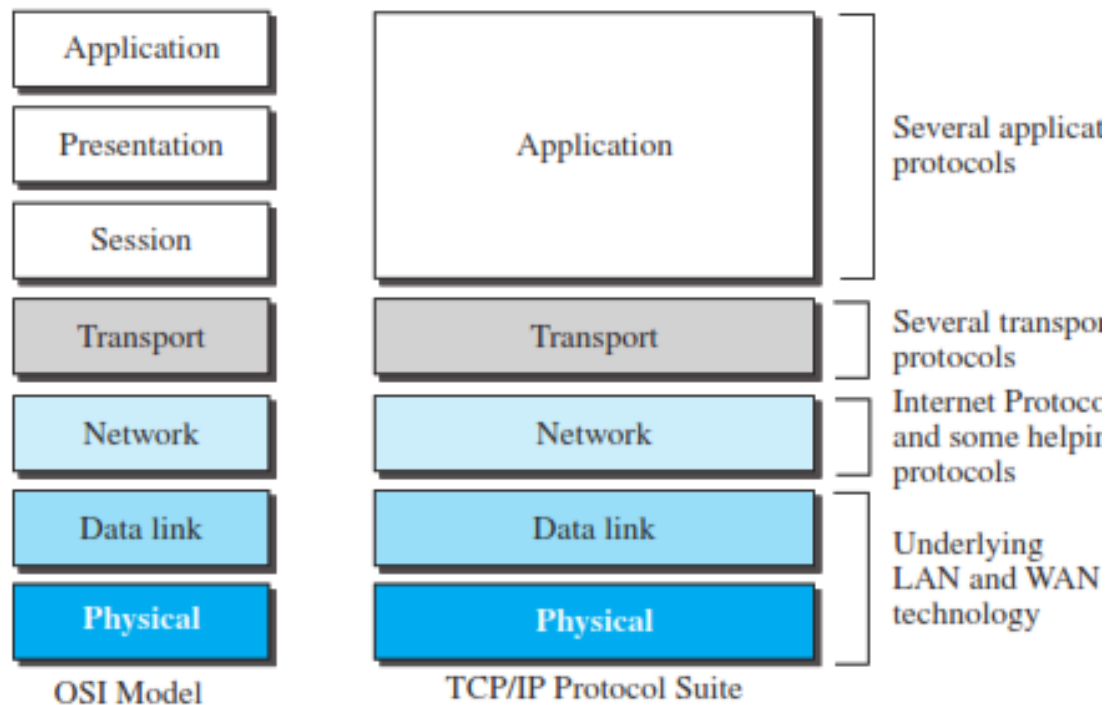 Application
Presentation
Session
Transport
Network
Data link
Physical
OSI Model
Application
Transport
Network
Data link
Physical
TCP/IP Protocol Suite
Several
protocols
Several
protocols
Internet
and some
protocols
Underlying
LAN and WAN
technology